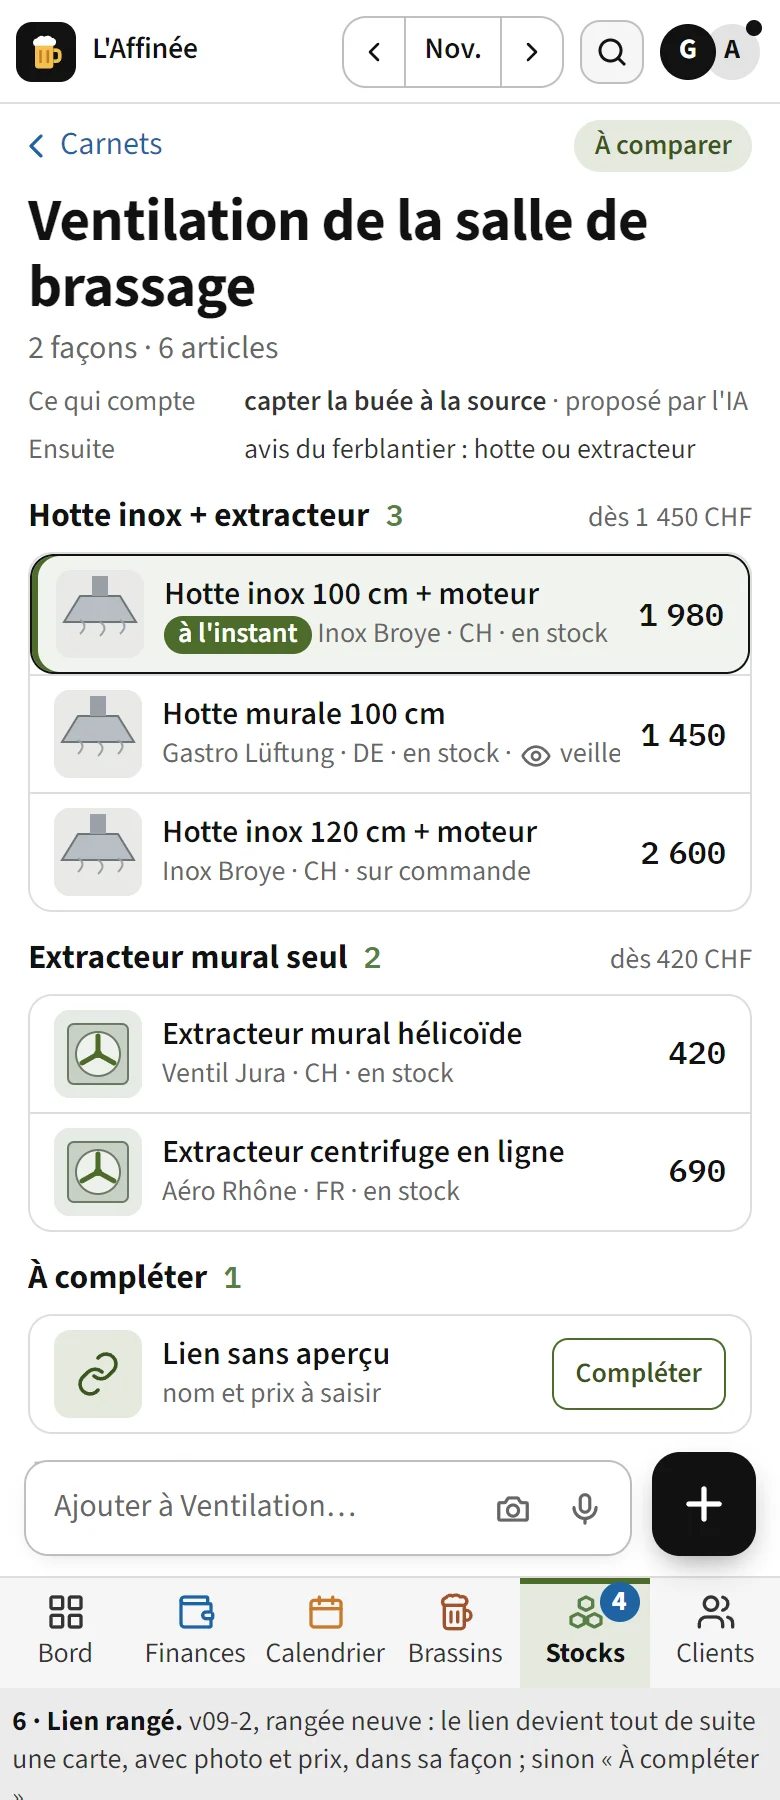 L'Affinée
Nov.
G
A
Carnets
À comparer
Ventilation de la salle de
brassage
2 façons · 6 articles
Ce qui compte capter la buée à la source · proposé par l'IA
Ensuite avis du ferblantier : hotte ou extracteur
Hotte inox + extracteur 3 dès 1 450 CHF
Hotte inox 100 cm + moteur
à l'instant Inox Broye · CH · en stock
1 980
Hotte murale 100 cm
Gastro Lüftung · DE · en stock · veille
1 450
Hotte inox 120 cm + moteur
Inox Broye · CH · sur commande
2 600
Extracteur mural seul 2 dès 420 CHF
Extracteur mural hélicoïde
Ventil Jura · CH · en stock
420
Extracteur centrifuge en ligne
Aéro Rhône · FR · en stock
690
À compléter 1
Lien sans aperçu
nom et prix à saisir
Compléter
Ajouter à Ventilation…
4
Bord Finances Calendrier Brassins Stocks Clients
6 · Lien rangé. v09-2, rangée neuve : le lien devient tout de suite
une carte, avec photo et prix, dans sa façon ; sinon « À compléter
»